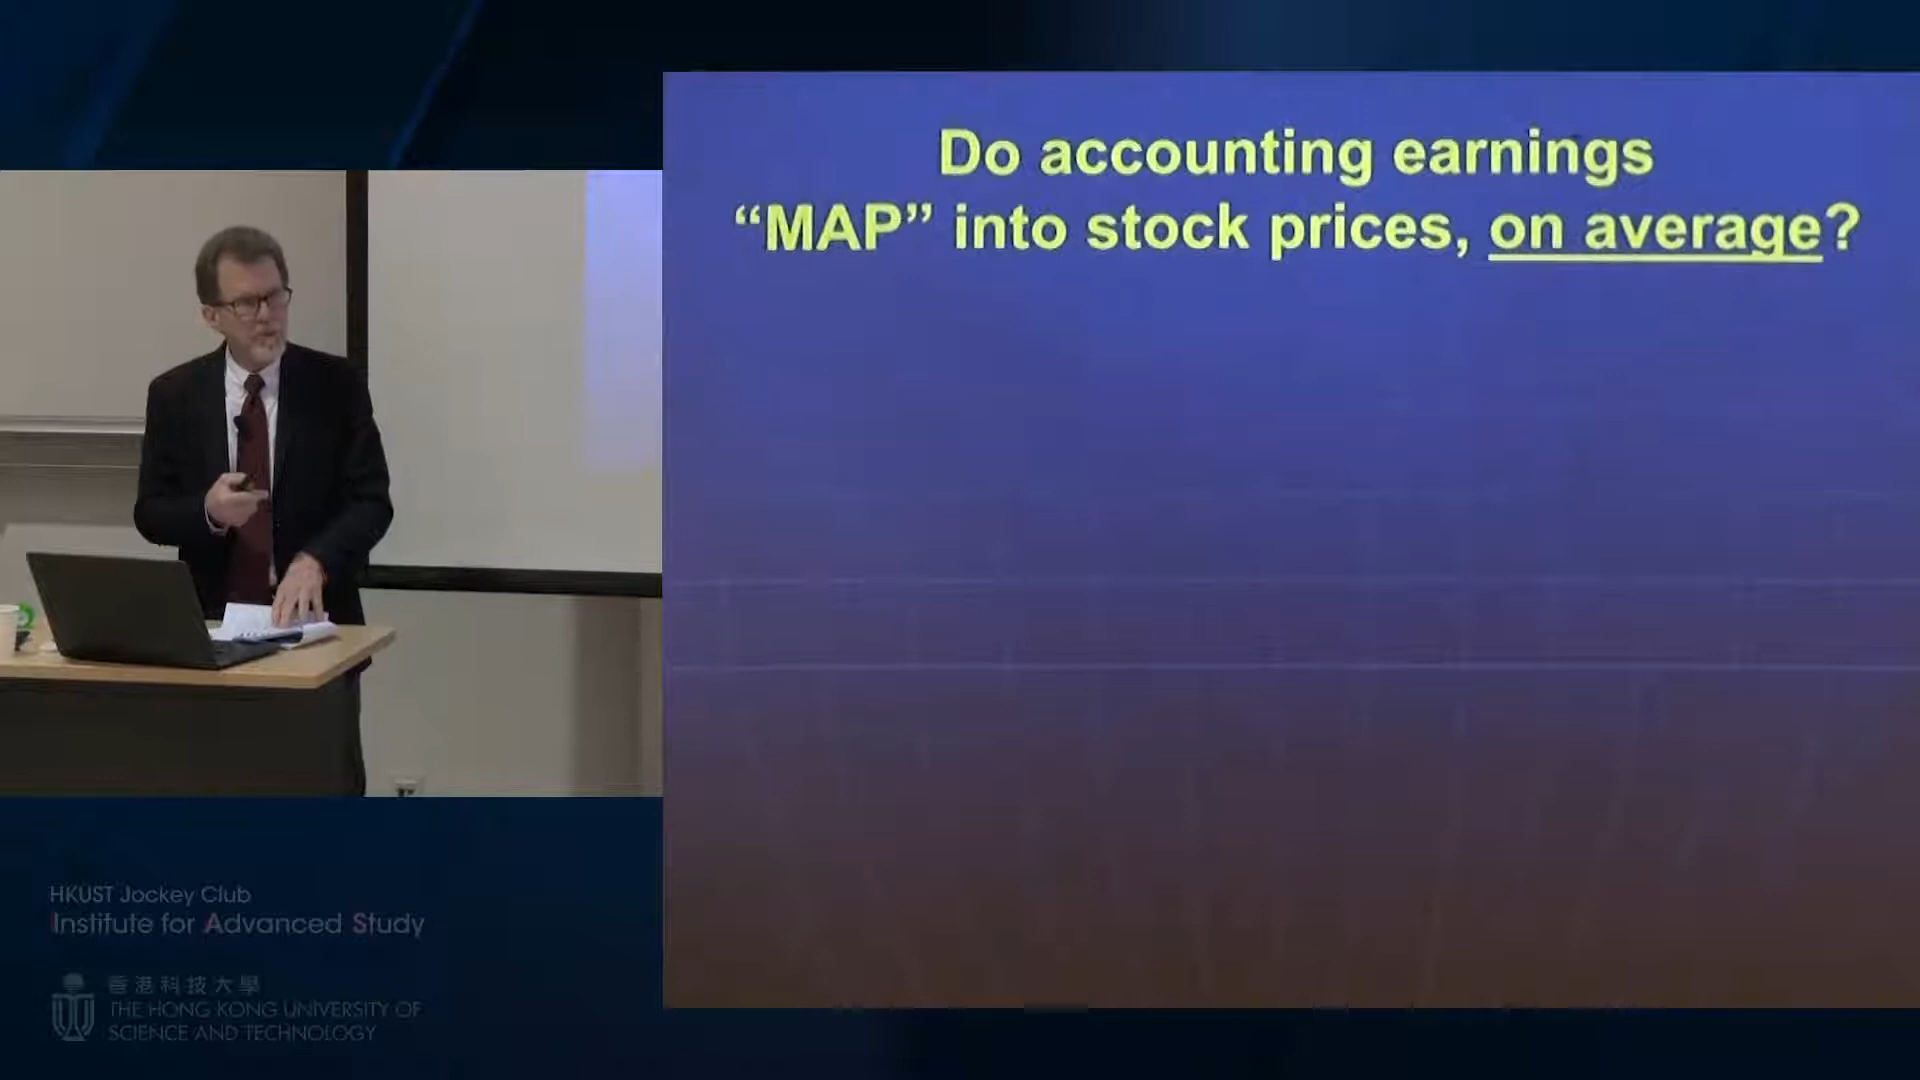 Do accounting earnings
“MAP” into stock prices, on average?
HKUST Jockey Club
Institute for Advanced Study
香港科技大學
THE HONG KONG UNIVERSITY OF
SCIENCE AND TECHNOLOGY